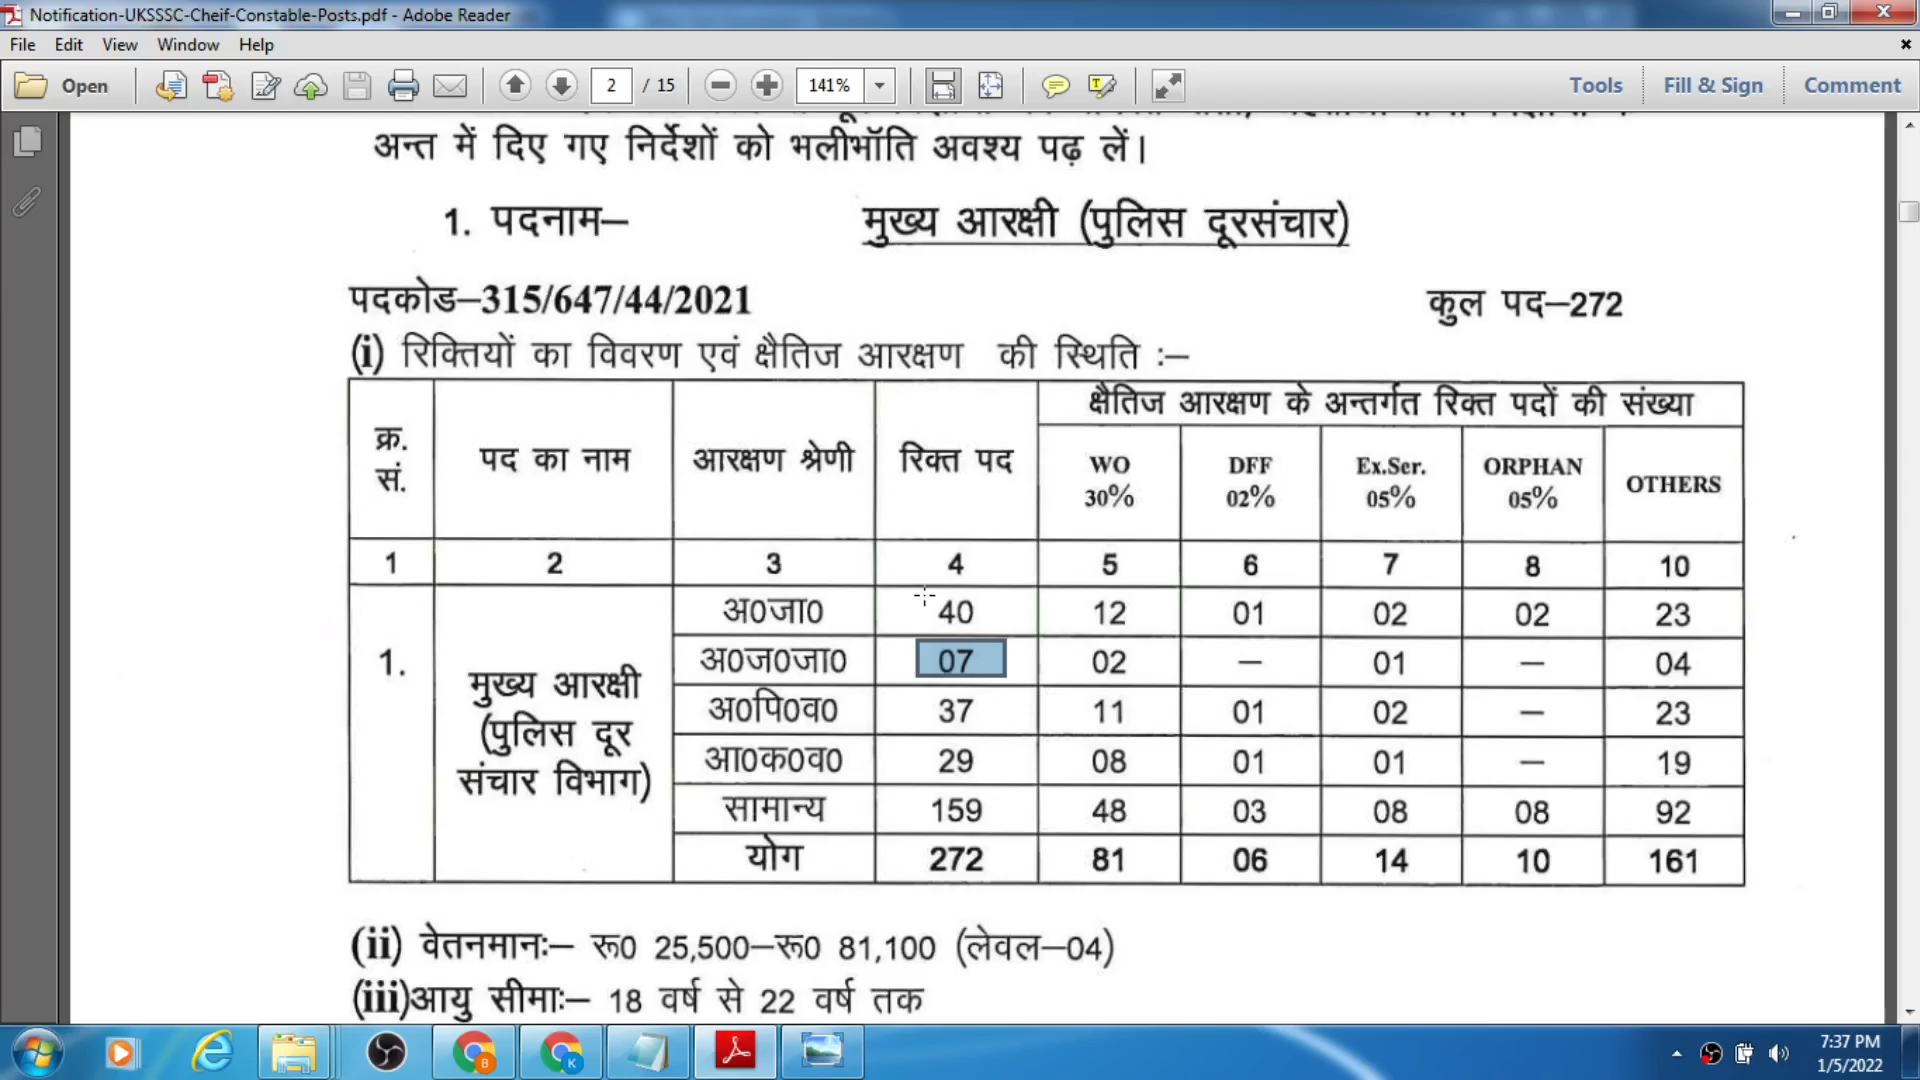 Notification-UKSSSC-Cheif-Constable-Posts.pdf - Adobe Reader
File Edit View Window Help
Open 2 / 15 141% Tools Fill & Sign Comment
अन्त में दिए गए निर्देशों को भलीभॉति अवश्य पढ़ लें।
1. पदनाम– मुख्य आरक्षी (पुलिस दूरसंचार)
पदकोड–315/647/44/2021 कुल पद–272
(i) रिक्तियों का विवरण एवं क्षैतिज आरक्षण की स्थिति :–
क्र. सं. पद का नाम आरक्षण श्रेणी रिक्त पद क्षैतिज आरक्षण के अन्तर्गत रिक्त पदों की संख्या
WO 30% DFF 02% Ex.Ser. 05% ORPHAN 05% OTHERS
1 2 3 4 5 6 7 8 10
1. मुख्य आरक्षी (पुलिस दूर संचार विभाग)
अ0जा0 40 12 01 02 02 23
अ0ज0जा0 07 02 – 01 – 04
अ0पि0व0 37 11 01 02 – 23
आ0क0व0 29 08 01 01 – 19
सामान्य 159 48 03 08 08 92
योग 272 81 06 14 10 161
(ii) वेतनमानः– रू0 25,500–रू0 81,100 (लेवल–04)
(iii)आयु सीमाः– 18 वर्ष से 22 वर्ष तक
B K
7:37 PM
1/5/2022